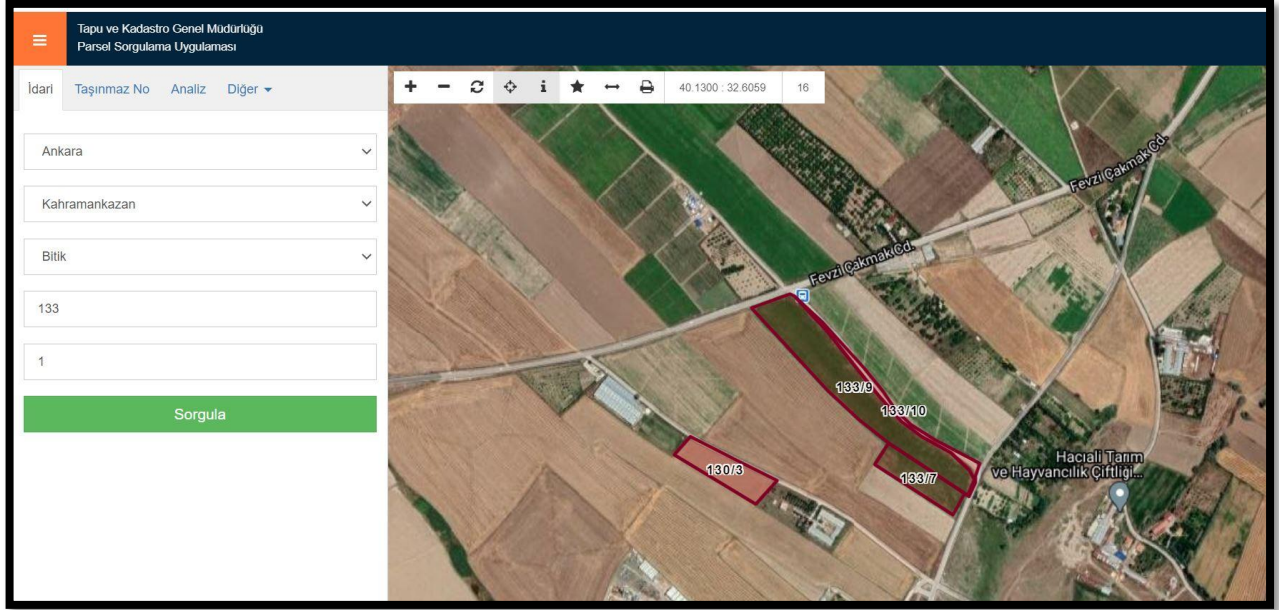 Tapu ve Kadastro Genel Müdürlüğü
Parsel Sorgulama Uygulaması
İdari
Taşınmaz No
Analiz
Diğer
40.1300 : 32.6059
16
Ankara
Kahramankazan
Bitik
133
1
Sorgula
Fevzi Çakmak Cd.
Fevzi Çakmak Cd.
133/9
133/10
130/3
133/7
Hacıali Tarım
ve Hayvancılık Çiftliği...